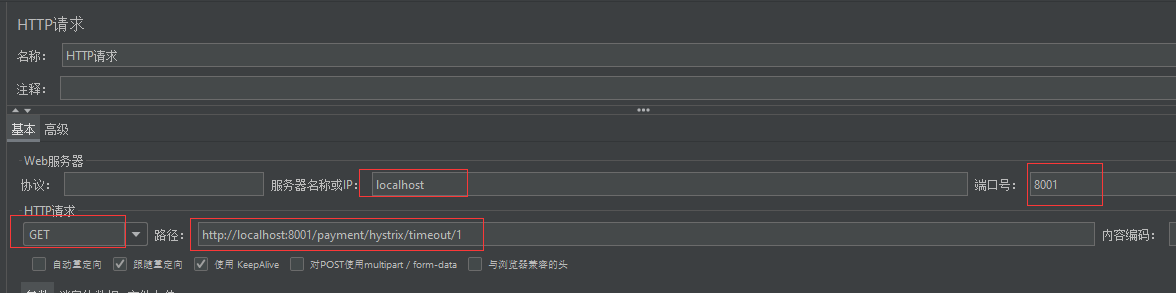 HTTP请求
名称： HTTP请求
注释：
基本 高级
Web服务器
协议： 服务器名称或IP： localhost 端口号： 8001
HTTP请求
GET 路径： http://localhost:8001/payment/hystrix/timeout/1 内容编码：
自动重定向 跟随重定向 使用 KeepAlive 对POST使用multipart / form-data 与浏览器兼容的头